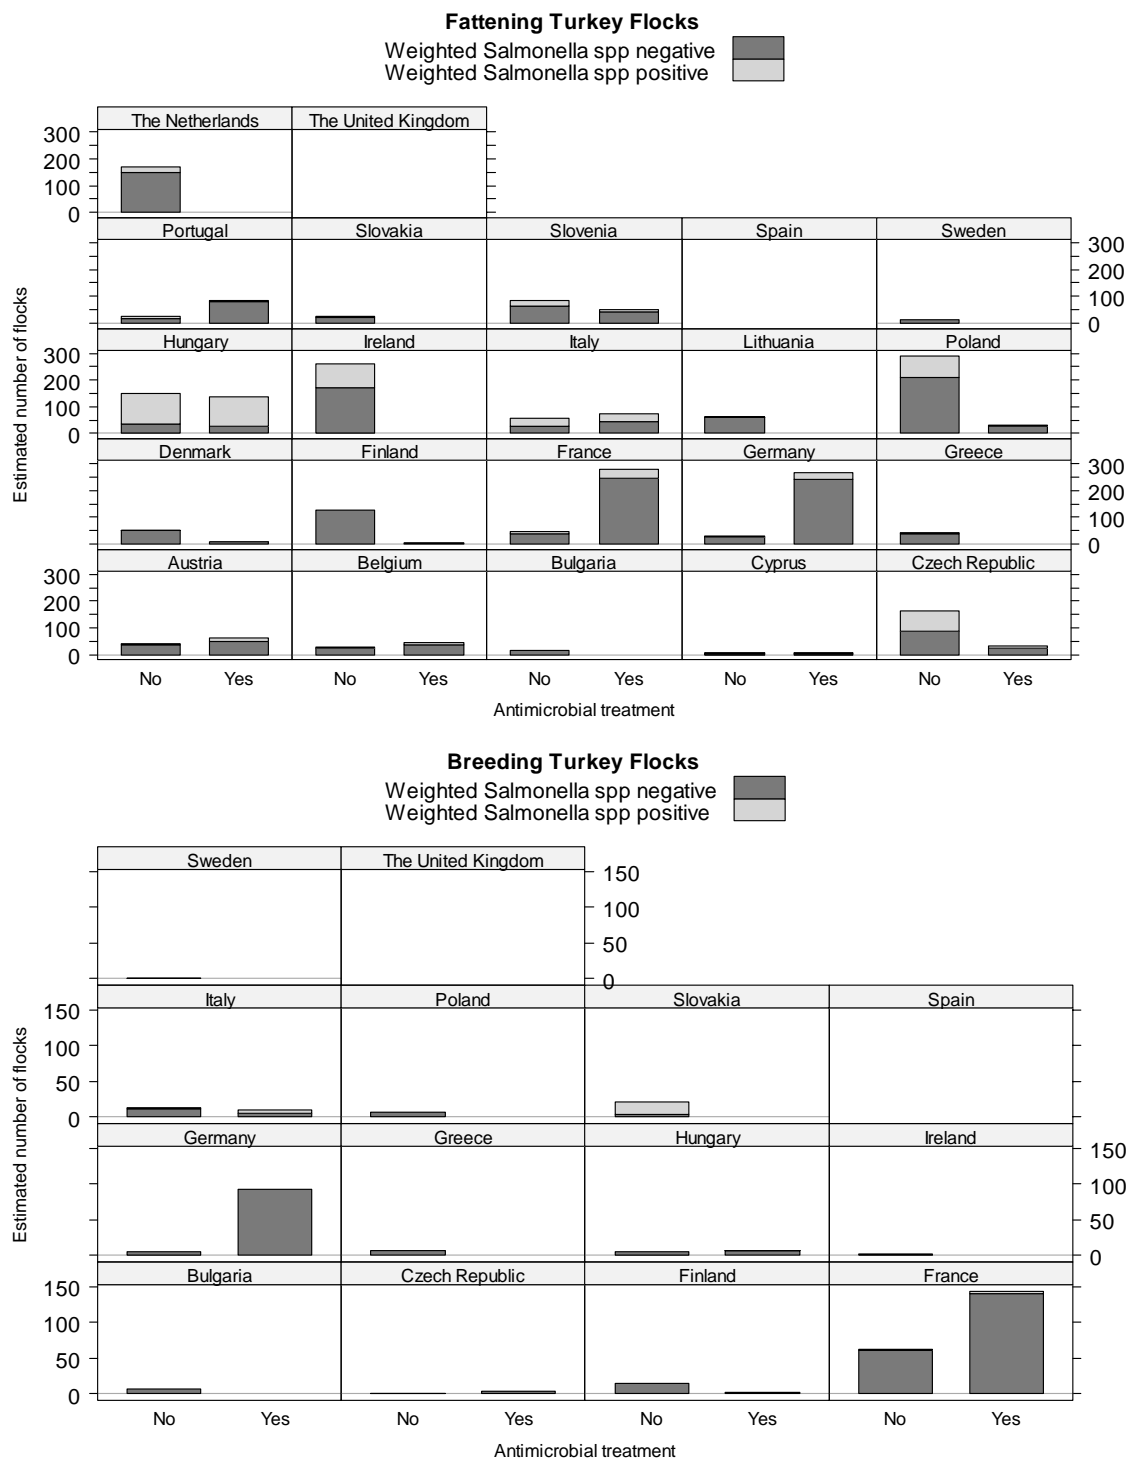 Fattening Turkey Flocks
Weighted Salmonella spp negative
Weighted Salmonella spp positive
The Netherlands The United Kingdom
300
200
100
0
Portugal Slovakia Slovenia Spain Sweden
300
200
100
0
Hungary Ireland Italy Lithuania Poland
300
200
100
0
Denmark Finland France Germany Greece
300
200
100
0
Austria Belgium Bulgaria Cyprus Czech Republic
300
200
100
0
Estimated number of flocks
No Yes No Yes No Yes No Yes No Yes
Antimicrobial treatment
Breeding Turkey Flocks
Weighted Salmonella spp negative
Weighted Salmonella spp positive
Sweden The United Kingdom
150
100
50
0
Italy Poland Slovakia Spain
150
100
50
0
Germany Greece Hungary Ireland
150
100
50
0
Bulgaria Czech Republic Finland France
150
100
50
0
Estimated number of flocks
No Yes No Yes No Yes No Yes
Antimicrobial treatment